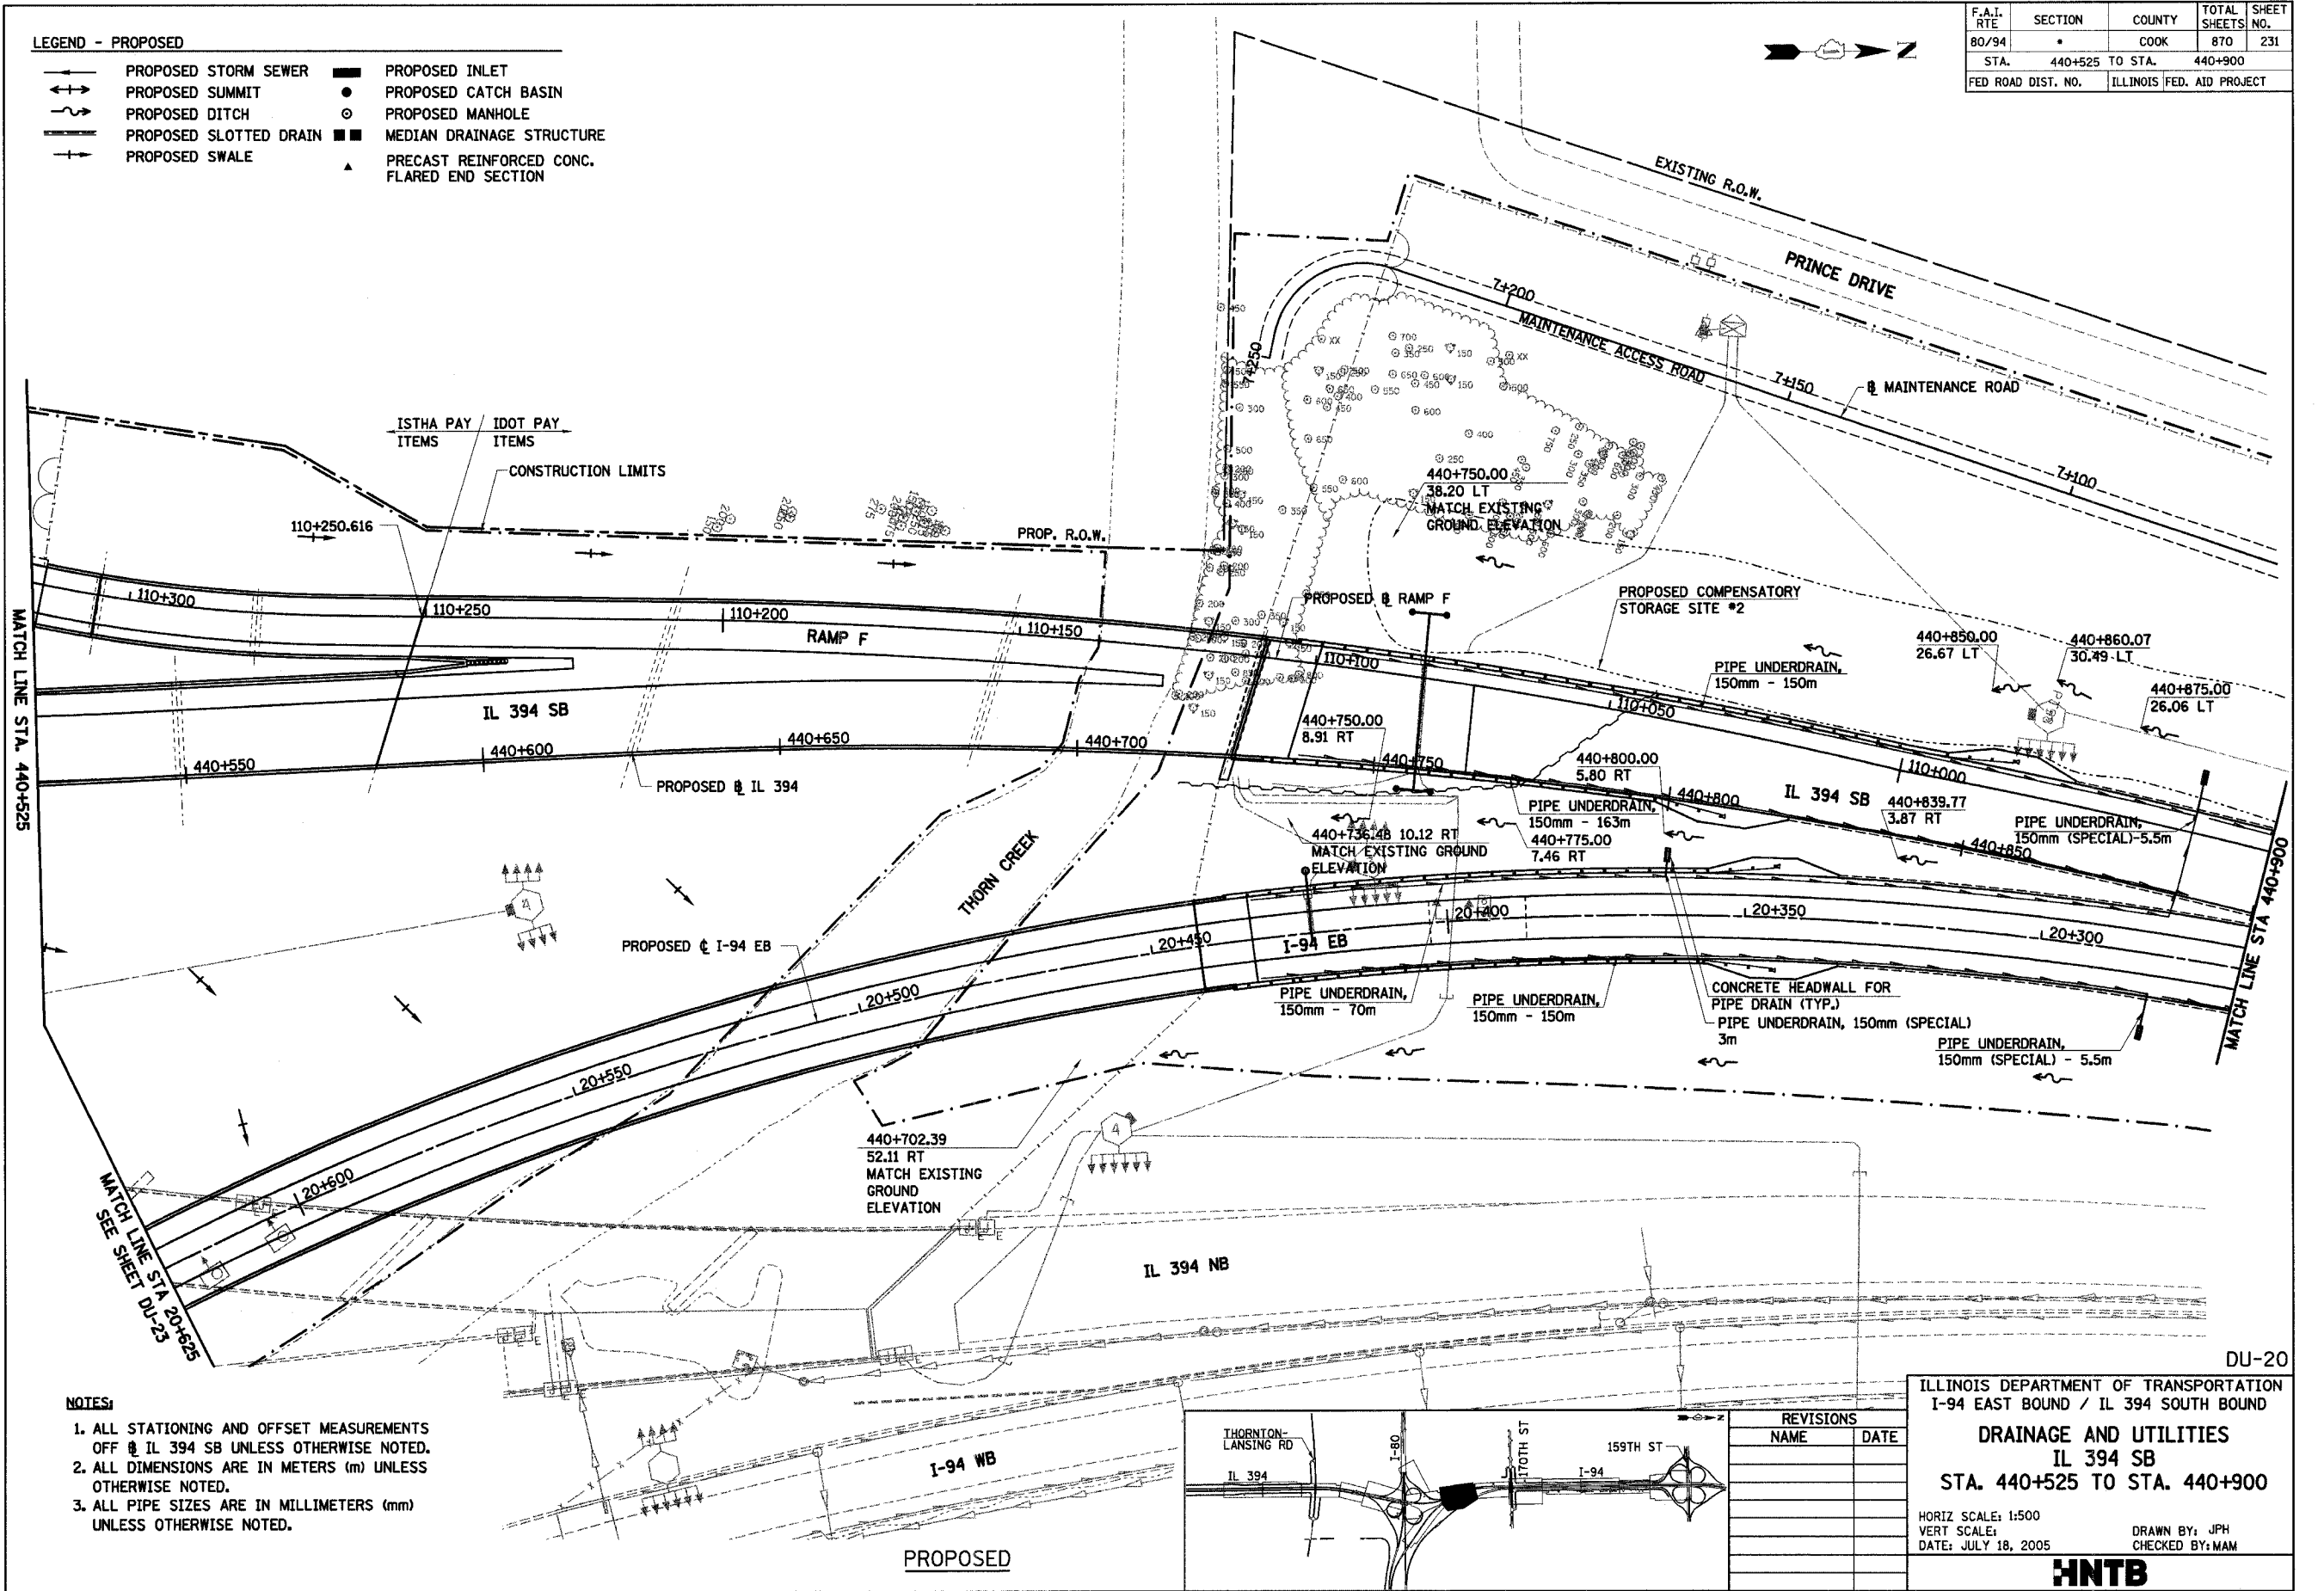 LEGEND - PROPOSED
PROPOSED STORM SEWER
PROPOSED SUMMIT
PROPOSED DITCH
PROPOSED SLOTTED DRAIN
PROPOSED SWALE
PROPOSED INLET
PROPOSED CATCH BASIN
PROPOSED MANHOLE
MEDIAN DRAINAGE STRUCTURE
PRECAST REINFORCED CONC.
FLARED END SECTION
F.A.I. RTE SECTION COUNTY TOTAL SHEETS SHEET NO.
80/94 * COOK 870 231
STA. 440+525 TO STA. 440+900
FED ROAD DIST. NO. ILLINOIS FED. AID PROJECT
Z
EXISTING R.O.W.
PRINCE DRIVE
7+200
MAINTENANCE ACCESS ROAD
7+250
7+150
℄ MAINTENANCE ROAD
7+100
ISTHA PAY ITEMS
IDOT PAY ITEMS
CONSTRUCTION LIMITS
110+250.616
PROP. R.O.W.
440+750.00
38.20 LT
MATCH EXISTING
GROUND ELEVATION
110+300
110+250
110+200
110+150
RAMP F
PROPOSED ℄ RAMP F
110+100
PROPOSED COMPENSATORY
STORAGE SITE #2
440+850.00
26.67 LT
440+860.07
30.49 LT
440+875.00
26.06 LT
PIPE UNDERDRAIN,
150mm - 150m
110+050
110+000
IL 394 SB
MATCH LINE STA. 440+525
440+550
440+600
440+650
440+700
440+750
440+800
440+850
PROPOSED ℄ IL 394
440+750.00
8.91 RT
440+800.00
5.80 RT
IL 394 SB
440+839.77
3.87 RT
PIPE UNDERDRAIN,
150mm - 163m
440+775.00
7.46 RT
440+736.48 10.12 RT
MATCH EXISTING GROUND
ELEVATION
PIPE UNDERDRAIN,
150mm (SPECIAL)-5.5m
MATCH LINE STA 440+900
THORN CREEK
4
PROPOSED ℄ I-94 EB
20+450
I-94 EB
20+400
20+350
20+300
20+500
20+550
20+600
PIPE UNDERDRAIN,
150mm - 70m
PIPE UNDERDRAIN,
150mm - 150m
CONCRETE HEADWALL FOR
PIPE DRAIN (TYP.)
PIPE UNDERDRAIN, 150mm (SPECIAL)
3m
PIPE UNDERDRAIN,
150mm (SPECIAL) - 5.5m
440+702.39
52.11 RT
MATCH EXISTING
GROUND
ELEVATION
4
MATCH LINE STA 20+625
SEE SHEET DU-23
IL 394 NB
I-94 WB
NOTES:
1. ALL STATIONING AND OFFSET MEASUREMENTS
OFF ℄ IL 394 SB UNLESS OTHERWISE NOTED.
2. ALL DIMENSIONS ARE IN METERS (m) UNLESS
OTHERWISE NOTED.
3. ALL PIPE SIZES ARE IN MILLIMETERS (mm)
UNLESS OTHERWISE NOTED.
PROPOSED
THORNTON-
LANSING RD
IL 394
I-80
170TH ST
I-94
159TH ST
Z
REVISIONS
NAME DATE
DU-20
ILLINOIS DEPARTMENT OF TRANSPORTATION
I-94 EAST BOUND / IL 394 SOUTH BOUND
DRAINAGE AND UTILITIES
IL 394 SB
STA. 440+525 TO STA. 440+900
HORIZ SCALE: 1:500
VERT SCALE:
DATE: JULY 18, 2005
DRAWN BY: JPH
CHECKED BY: MAM
HNTB